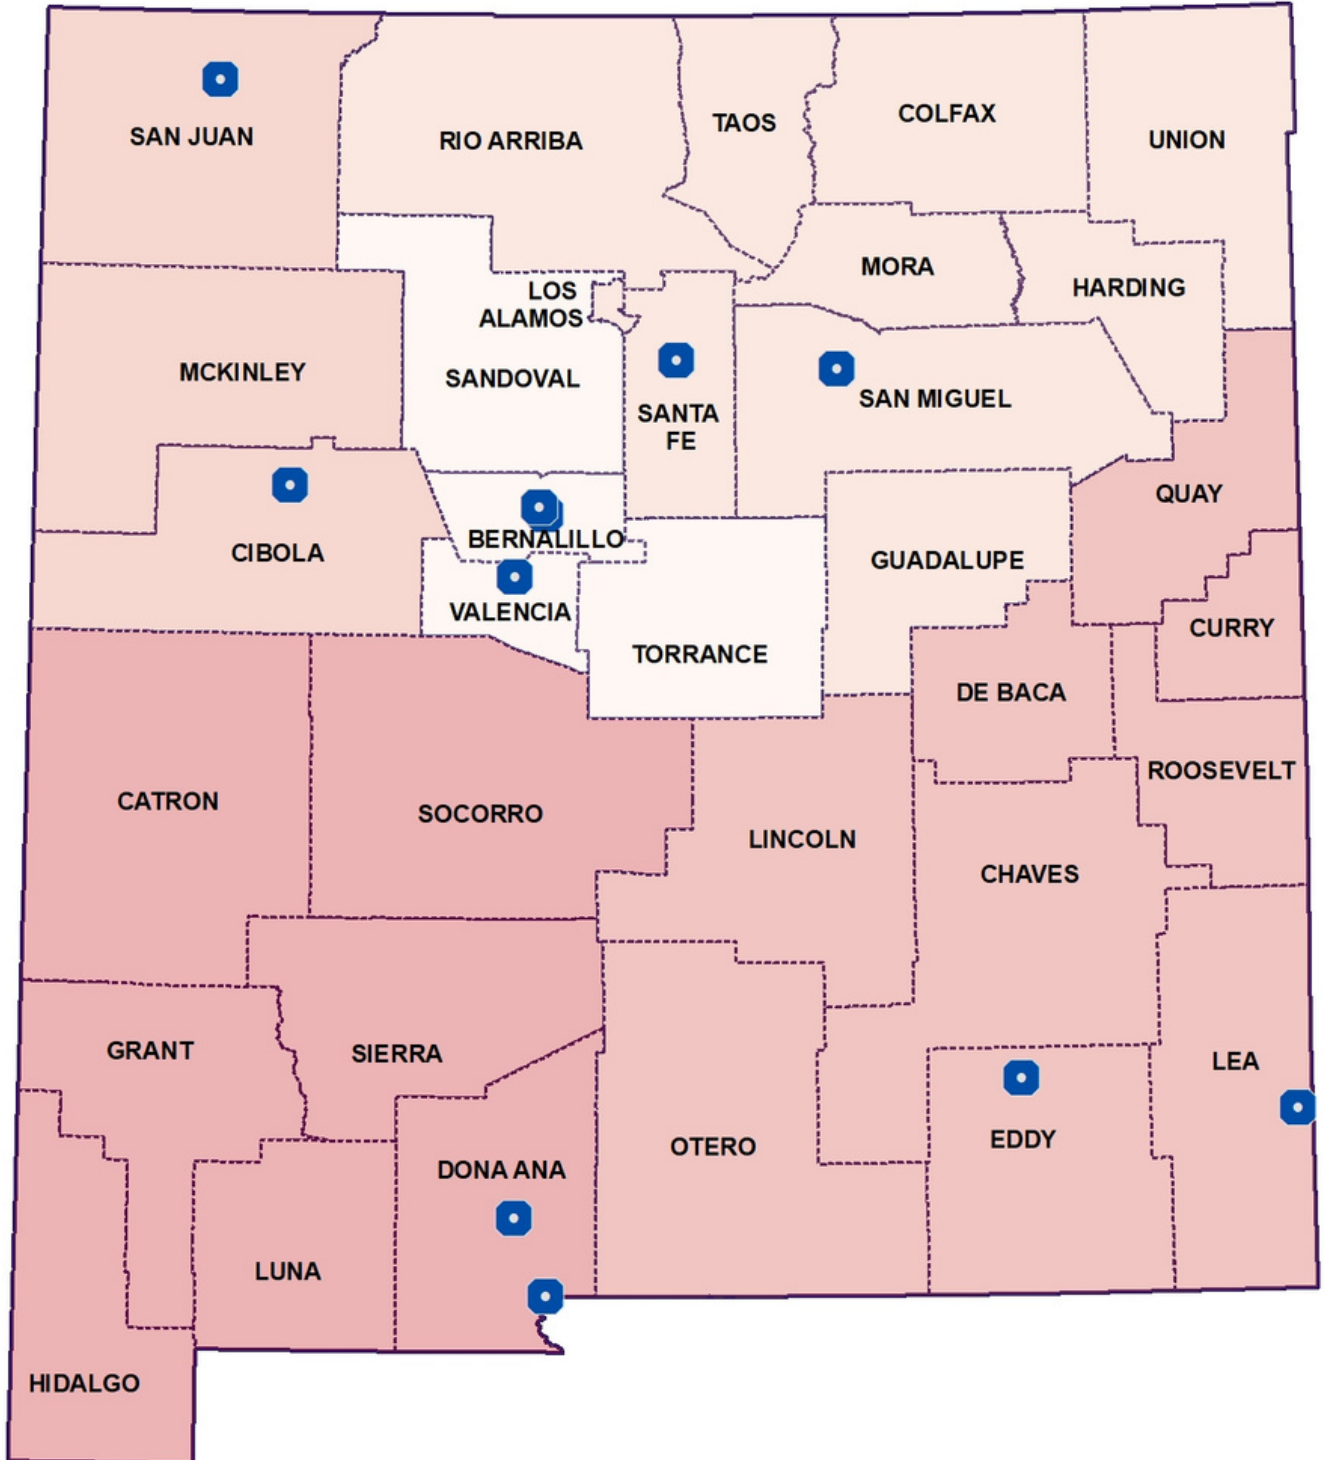 SAN JUAN
RIO ARRIBA
TAOS
COLFAX
UNION
MORA
HARDING
LOS
ALAMOS
MCKINLEY
SANDOVAL
SANTA
FE
SAN MIGUEL
QUAY
CIBOLA
BERNALILLO
GUADALUPE
VALENCIA
CURRY
TORRANCE
DE BACA
ROOSEVELT
CATRON
SOCORRO
LINCOLN
CHAVES
GRANT
SIERRA
LEA
OTERO
EDDY
DONA ANA
LUNA
HIDALGO